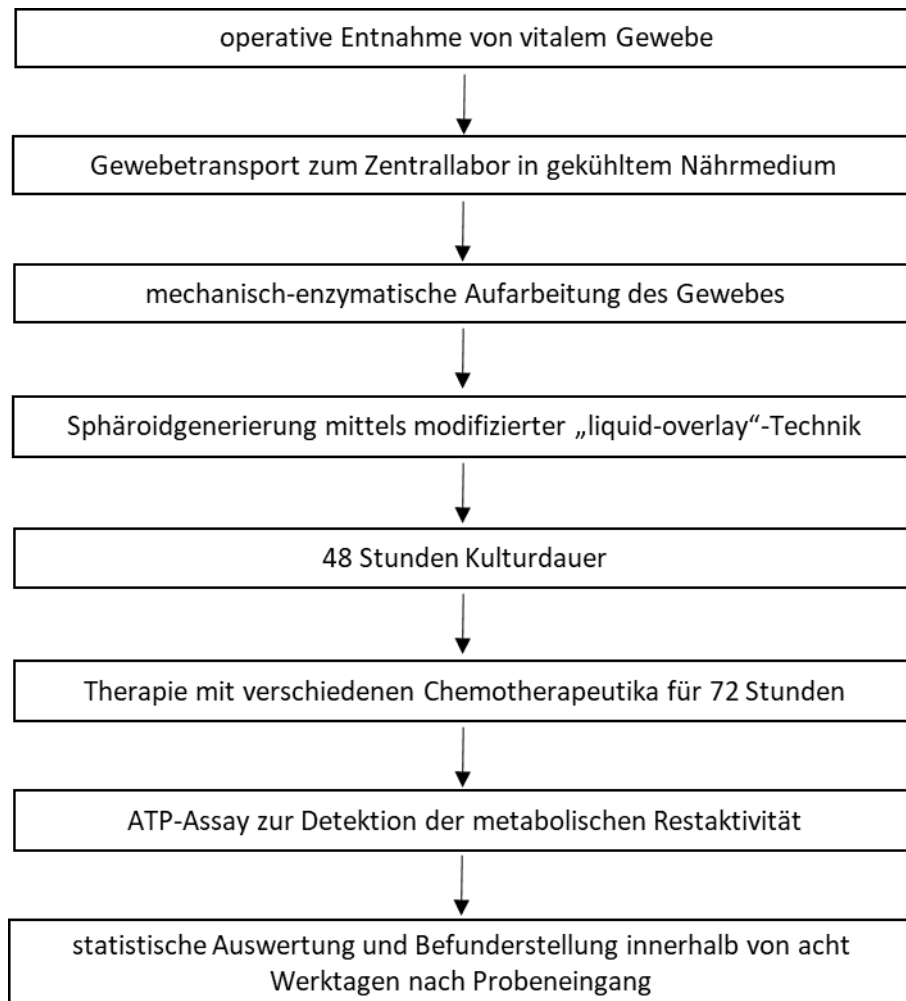 operative Entnahme von vitalem Gewebe
Gewebetransport zum Zentrallabor in gekühltem Nährmedium
mechanisch-enzymatische Aufarbeitung des Gewebes
Sphäroidgenerierung mittels modifizierter „liquid-overlay“-Technik
48 Stunden Kulturdauer
Therapie mit verschiedenen Chemotherapeutika für 72 Stunden
ATP-Assay zur Detektion der metabolischen Restaktivität
statistische Auswertung und Befunderstellung innerhalb von acht
Werktagen nach Probeneingang